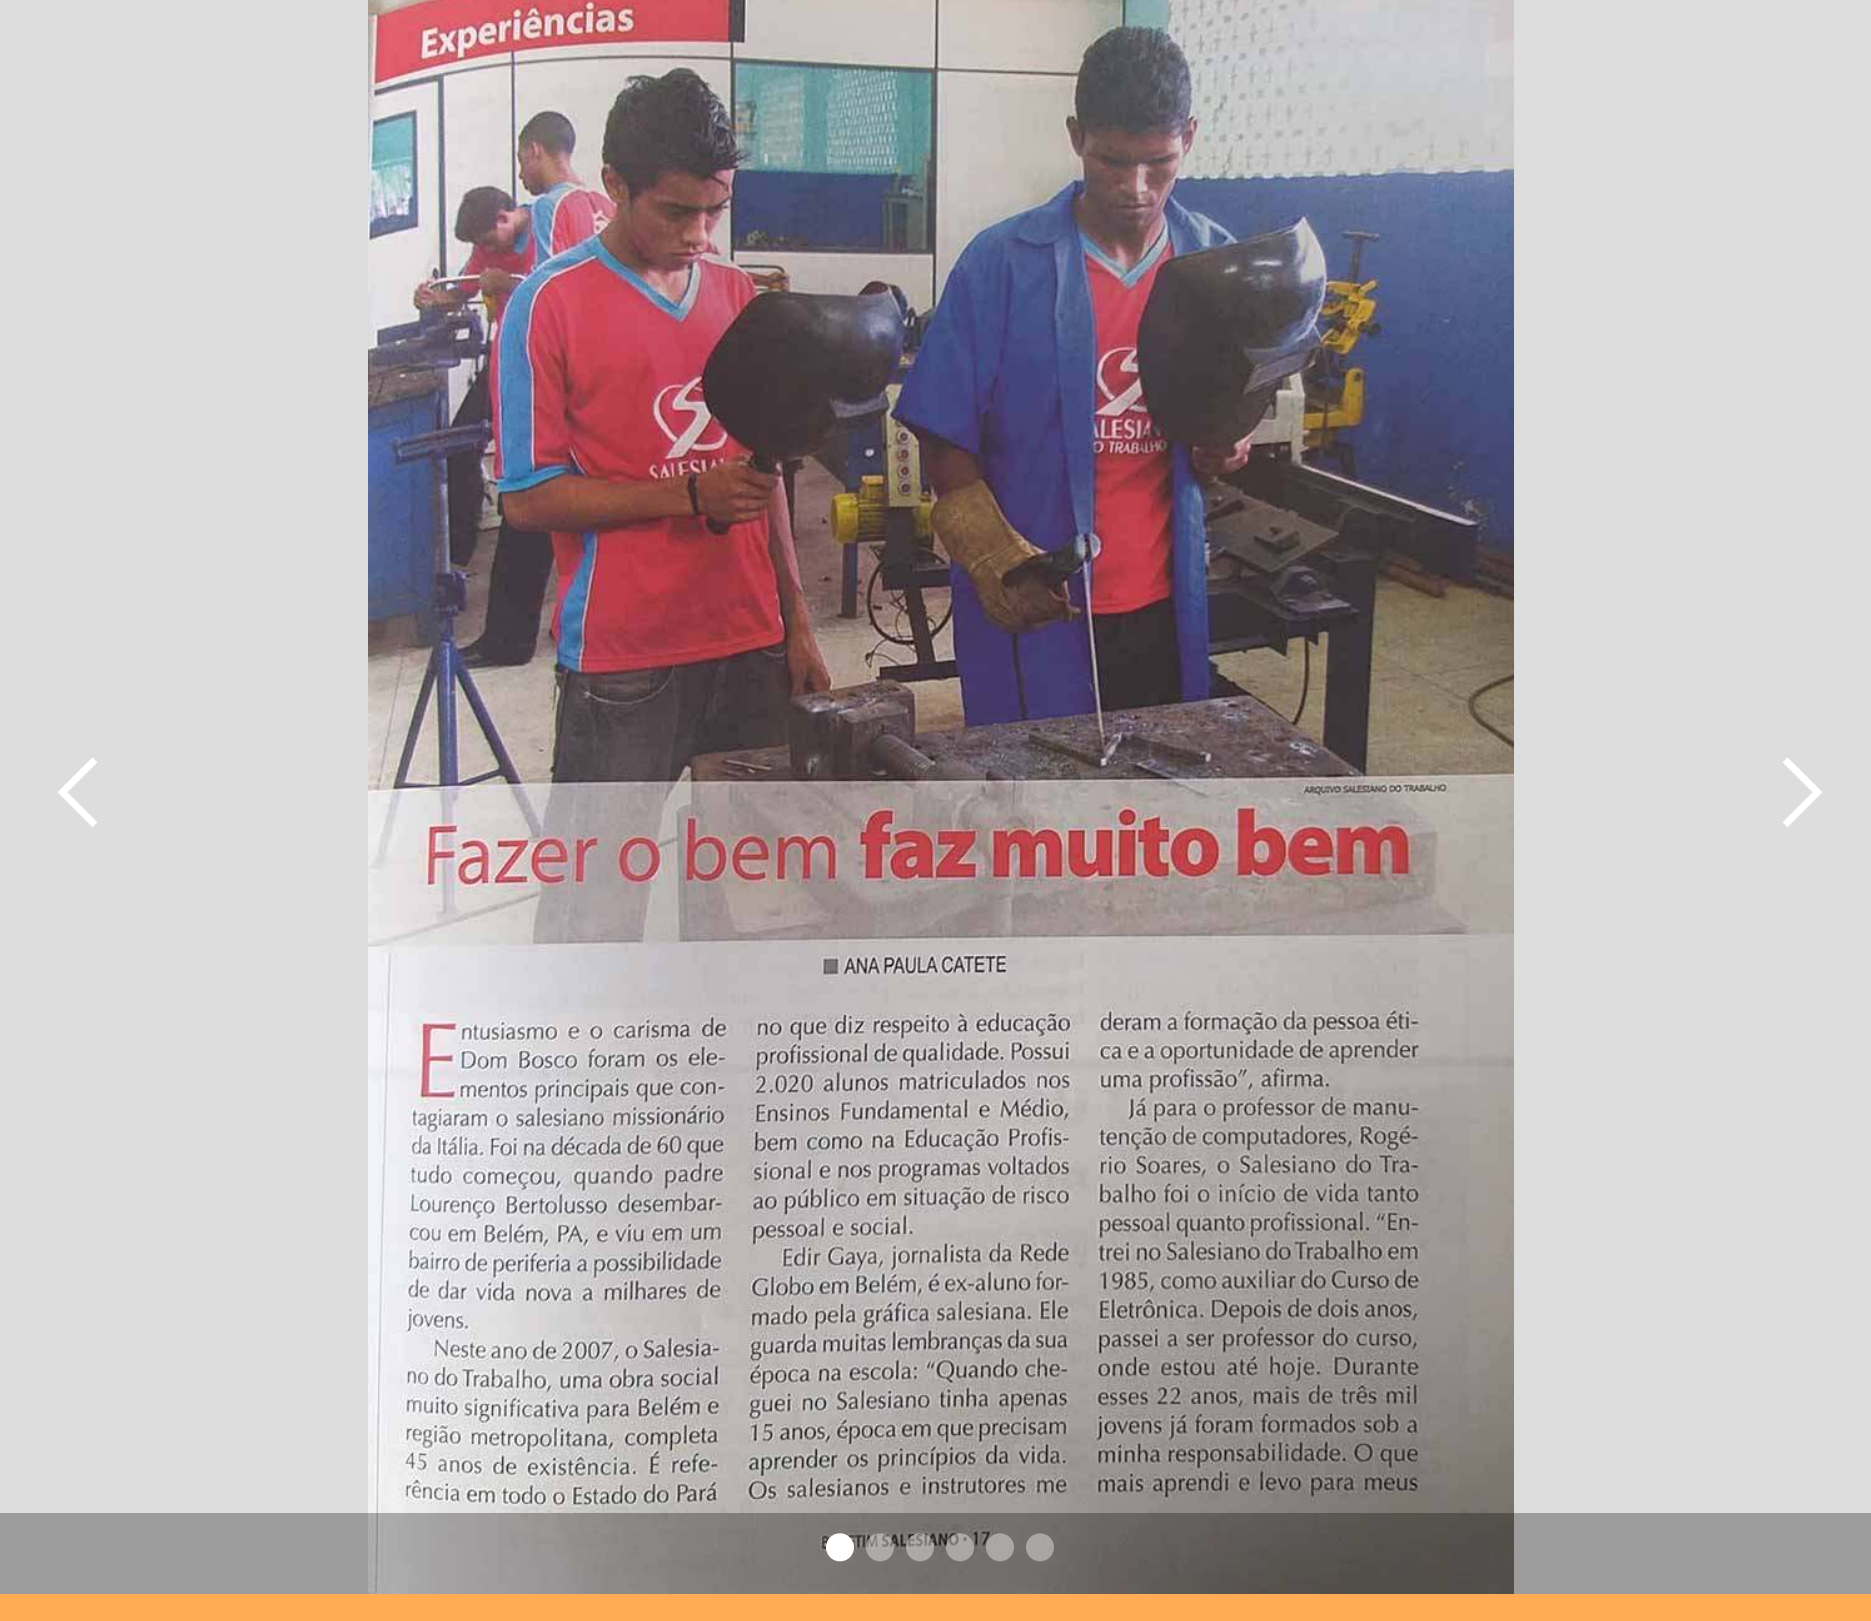 Experiências
SALESIA
ALESIA
O TRABALHO
ARQUIVO SALESIANO DO TRABALHO
Fazer o bem faz muito bem
ANA PAULA CATETE
Entusiasmo e o carisma de
Dom Bosco foram os ele-
mentos principais que con-
tagiaram o salesiano missionário
da Itália. Foi na década de 60 que
tudo começou, quando padre
Lourenço Bertolusso desembar-
cou em Belém, PA, e viu em um
bairro de periferia a possibilidade
de dar vida nova a milhares de
jovens.
Neste ano de 2007, o Salesia-
no do Trabalho, uma obra social
muito significativa para Belém e
região metropolitana, completa
45 anos de existência. É refe-
rência em todo o Estado do Pará
no que diz respeito à educação
profissional de qualidade. Possui
2.020 alunos matriculados nos
Ensinos Fundamental e Médio,
bem como na Educação Profis-
sional e nos programas voltados
ao público em situação de risco
pessoal e social.
Edir Gaya, jornalista da Rede
Globo em Belém, é ex-aluno for-
mado pela gráfica salesiana. Ele
guarda muitas lembranças da sua
época na escola: “Quando che-
guei no Salesiano tinha apenas
15 anos, época em que precisam
aprender os princípios da vida.
Os salesianos e instrutores me
deram a formação da pessoa éti-
ca e a oportunidade de aprender
uma profissão”, afirma.
Já para o professor de manu-
tenção de computadores, Rogé-
rio Soares, o Salesiano do Tra-
balho foi o início de vida tanto
pessoal quanto profissional. “En-
trei no Salesiano do Trabalho em
1985, como auxiliar do Curso de
Eletrônica. Depois de dois anos,
passei a ser professor do curso,
onde estou até hoje. Durante
esses 22 anos, mais de três mil
jovens já foram formados sob a
minha responsabilidade. O que
mais aprendi e levo para meus
SALESIANO · 17